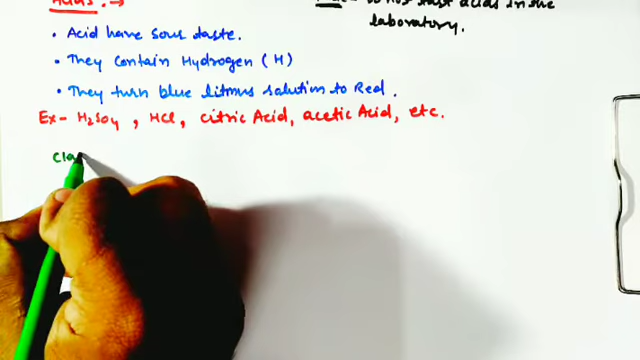 Acids :→
do not taste acids in the
laboratory.
• Acid have sour taste.
• They Contain Hydrogen (H)
• They turn blue litmus solution to Red.
Ex- H₂SO₄, HCl, citric Acid, acetic Acid, etc.
Cla